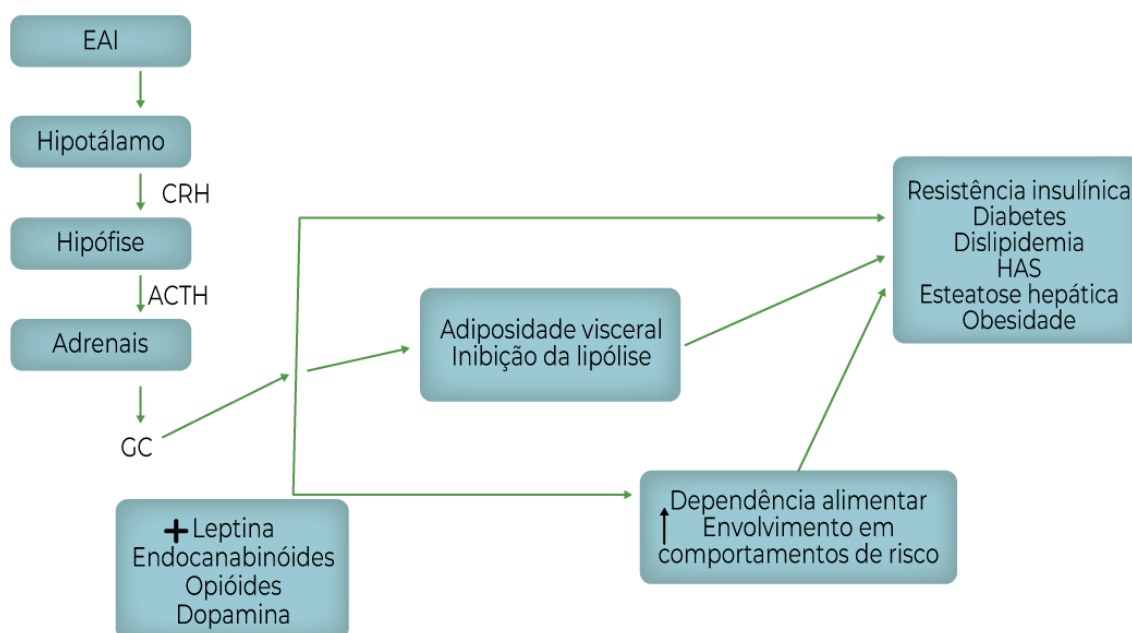 EAI
Hipotálamo
CRH
Hipófise
ACTH
Adrenais
GC
+ Leptina
Endocanabinóides
Opióides
Dopamina
Adiposidade visceral
Inibição da lipólise
↑ Dependência alimentar
Envolvimento em
comportamentos de risco
Resistência insulínica
Diabetes
Dislipidemia
HAS
Esteatose hepática
Obesidade